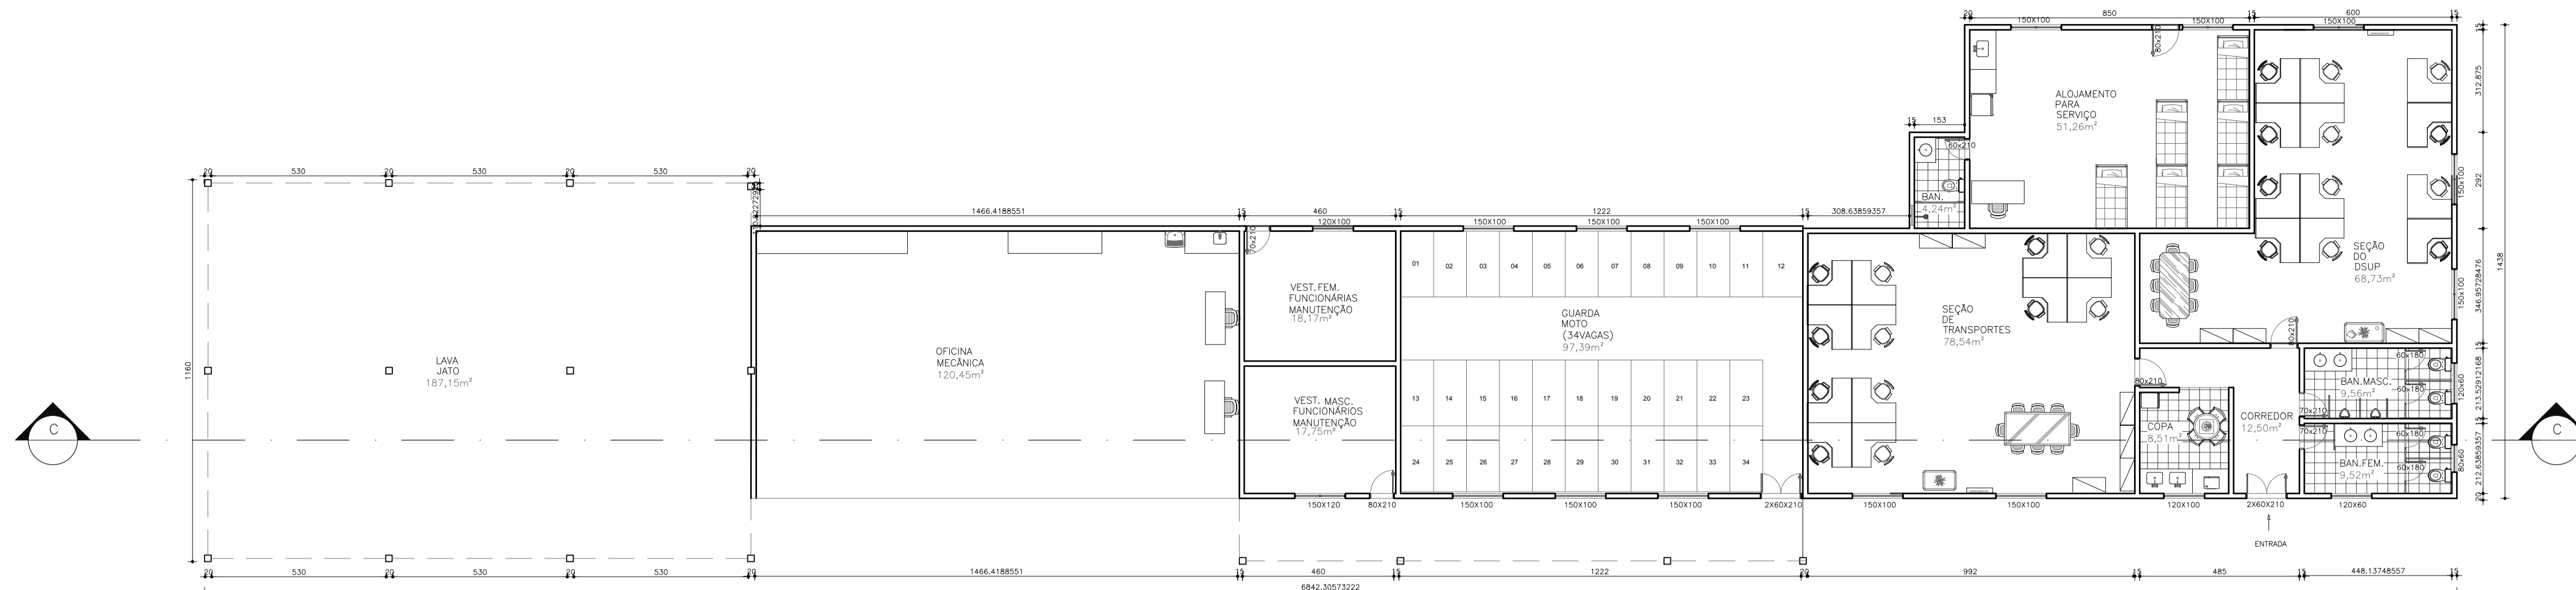 20
850
15
600
15
150X100
150X100
150X100
80x210
15
312.875
ALOJAMENTO
PARA
SERVIÇO
51,26m²
15
153
60x210
BAN.
4,24m²
292
150x100
1438
SEÇÃO
DO
DSUP
68,73m²
346.95728476
150x100
80x210
20
530
20
530
20
530
20
1160
LAVA
JATO
187,15m²
1466.4188551
15
460
15
1222
15
308.63859357
120X100
150X100
150X100
150X100
70x210
OFICINA
MECÂNICA
120,45m²
VEST.FEM.
FUNCIONÁRIAS
MANUTENÇÃO
18,17m²
VEST. MASC.
FUNCIONÁRIOS
MANUTENÇÃO
17,75m²
01 02 03 04 05 06 07 08 09 10 11 12
GUARDA
MOTO
(34VAGAS)
97,39m²
13 14 15 16 17 18 19 20 21 22 23
24 25 26 27 28 29 30 31 32 33 34
SEÇÃO
DE
TRANSPORTES
78,54m²
80x210
COPA
8,51m²
CORREDOR
12,50m²
15
60x180
BAN.MASC.
9,56m²
60x180
70x210
120x60
213.52912168
15
70x210
60x180
BAN.FEM.
9,52m²
60x180
80x60
212.63859357
20
C
C
150X120
80X210
150X100
150X100
150X100
2X60X210
150X100
150X100
120X100
2X60X210
120X60
ENTRADA
20
530
20
530
20
530
20
1466.4188551
15
460
15
1222
20
992
15
485
15
448.13748557
15
6842.30573222